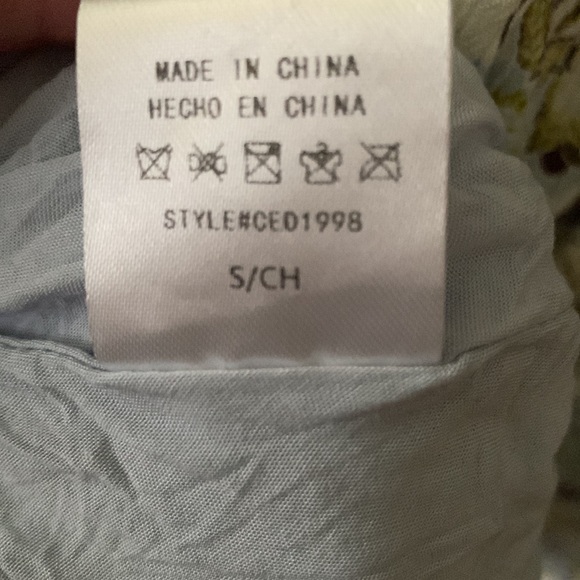 MADE IN CHINA
HECHO EN CHINA
STYLE#CED1998
S/CH